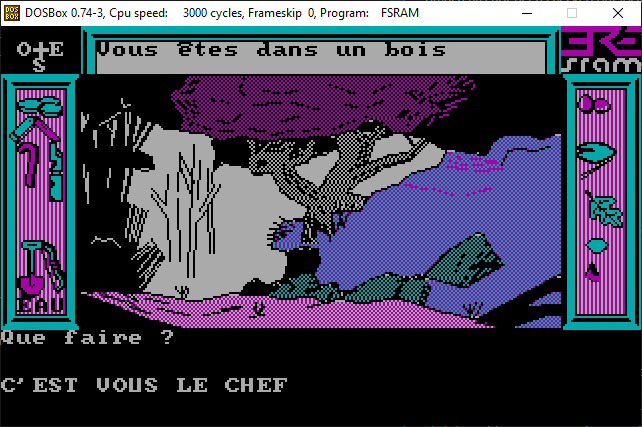 DOSBox 0.74-3, Cpu speed: 3000 cycles, Frameskip 0, Program: FSRAM
O+E
S
Vous êtes dans un bois
ERE
sram
Que faire ?
C'EST VOUS LE CHEF